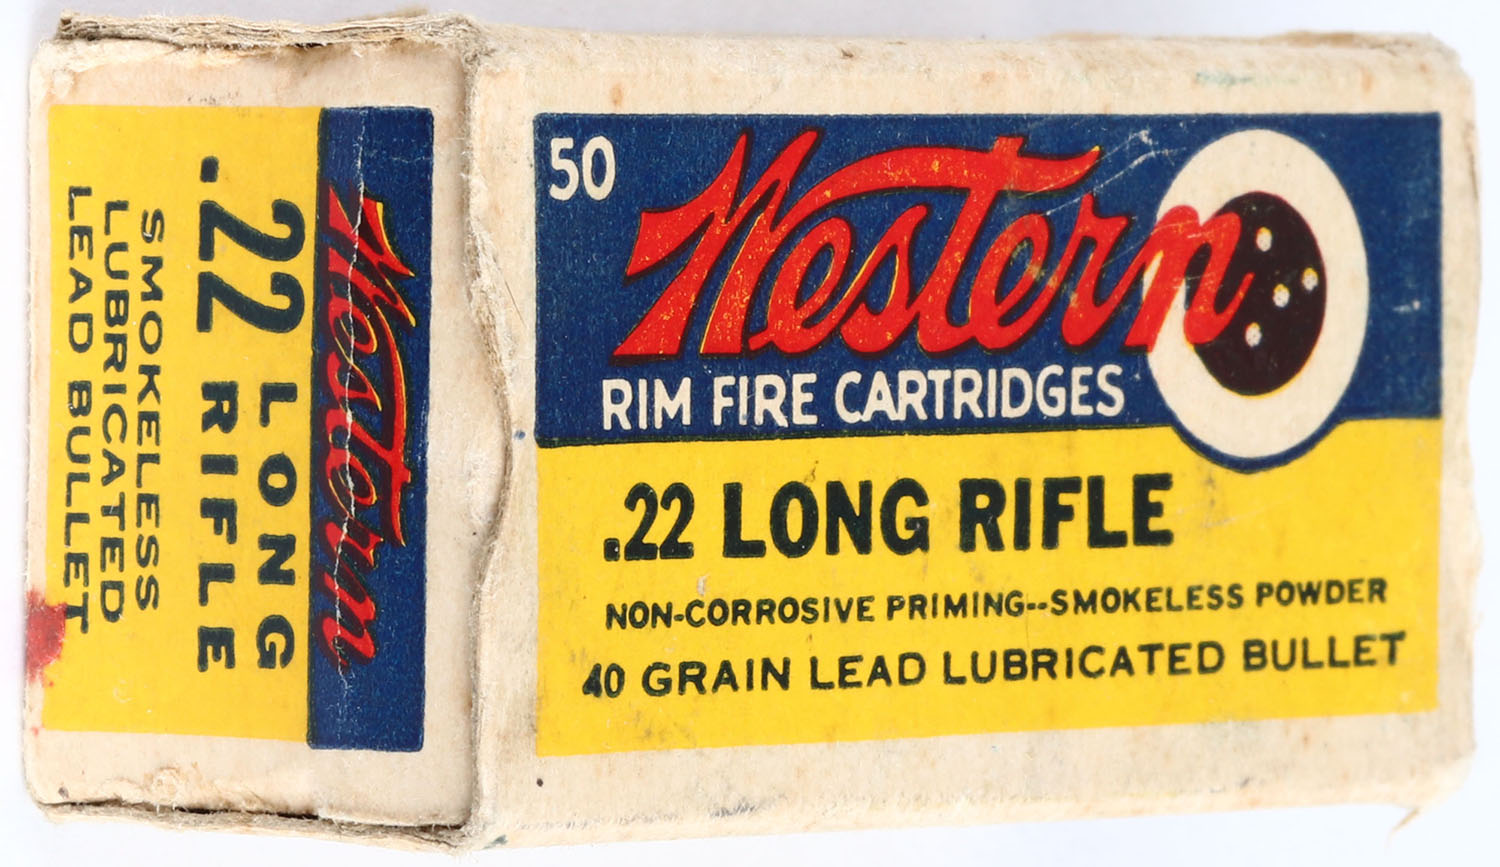 50
Western
RIM FIRE CARTRIDGES
.22 LONG RIFLE
NON-CORROSIVE PRIMING--SMOKELESS POWDER
40 GRAIN LEAD LUBRICATED BULLET
Western
.22 LONG
RIFLE
SMOKELESS
LUBRICATED
LEAD BULLET